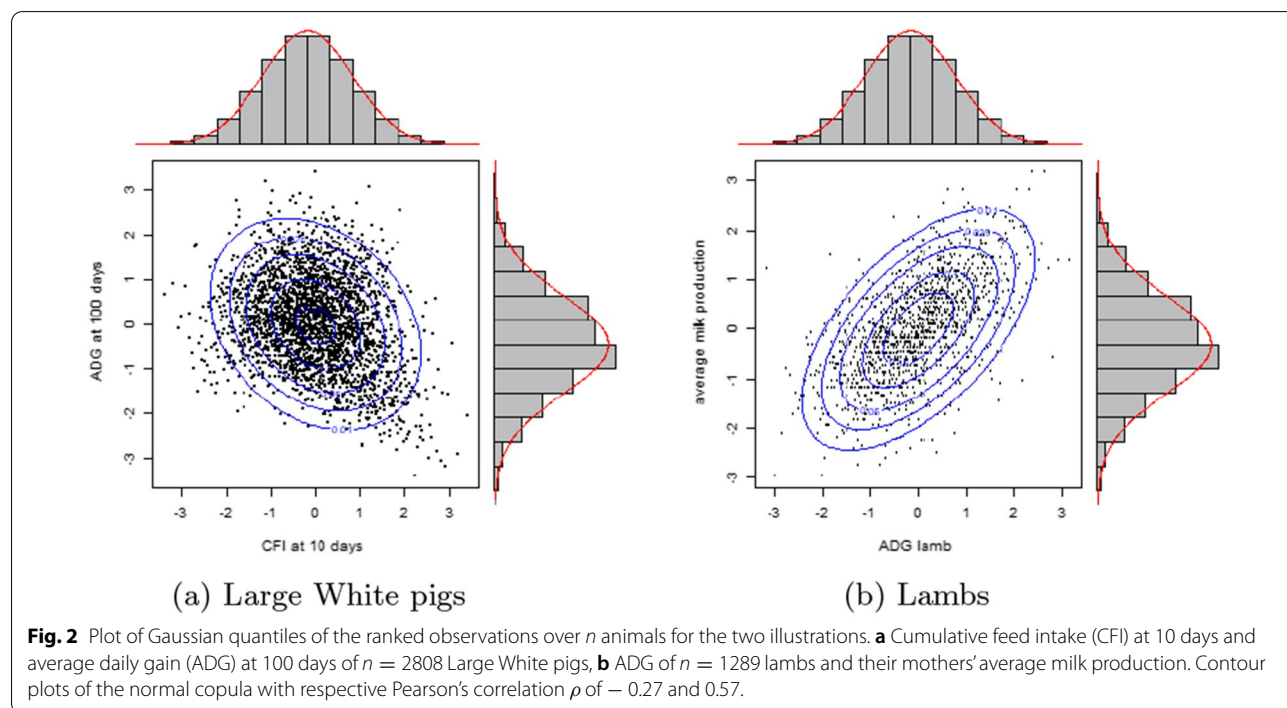 3
2
1
0
-1
-2
-3
ADG at 100 days
0.01
-3 -2 -1 0 1 2 3
CFI at 10 days
(a) Large White pigs
3
2
1
0
-1
-2
-3
average milk production
0.01
0.05
-3 -2 -1 0 1 2 3
ADG lamb
(b) Lambs
Fig. 2 Plot of Gaussian quantiles of the ranked observations over n animals for the two illustrations. a Cumulative feed intake (CFI) at 10 days and
average daily gain (ADG) at 100 days of n = 2808 Large White pigs, b ADG of n = 1289 lambs and their mothers' average milk production. Contour
plots of the normal copula with respective Pearson's correlation ρ of − 0.27 and 0.57.